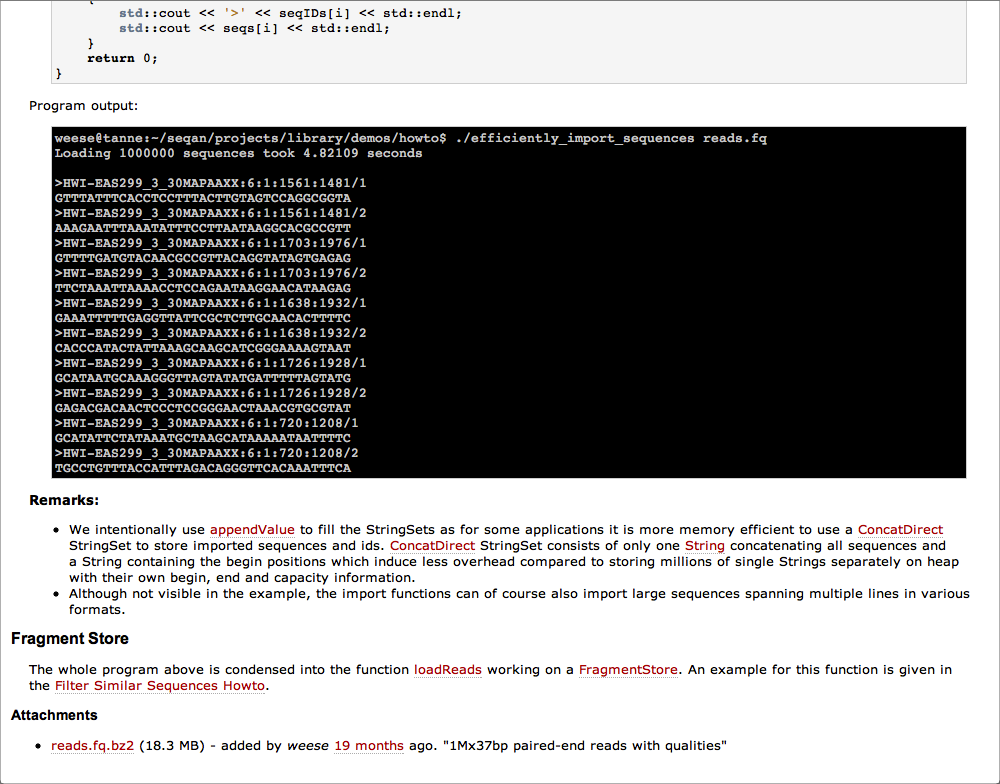 {
        std::cout << '>' << seqIDs[i] << std::endl;
        std::cout << seqs[i] << std::endl;
    }
    return 0;
}
Program output:
weese@tanne:~/seqan/projects/library/demos/howto$ ./efficiently_import_sequences reads.fq
Loading 1000000 sequences took 4.82109 seconds
>HWI-EAS299_3_30MAPAAXX:6:1:1561:1481/1
GTTTATTTCACCTCCTTTACTTGTAGTCCAGGCGGTA
>HWI-EAS299_3_30MAPAAXX:6:1:1561:1481/2
AAAGAATTTAAATATTTCCTTAATAAGGCACGCCGTT
>HWI-EAS299_3_30MAPAAXX:6:1:1703:1976/1
GTTTTGATGTACAACGCCGTTACAGGTATAGTGAGAG
>HWI-EAS299_3_30MAPAAXX:6:1:1703:1976/2
TTCTAAATTAAAACCTCCAGAATAAGGAACATAAGAG
>HWI-EAS299_3_30MAPAAXX:6:1:1638:1932/1
GAAATTTTTGAGGTTATTCGCTCTTGCAACACTTTTC
>HWI-EAS299_3_30MAPAAXX:6:1:1638:1932/2
CACCCATACTATTAAAGCAAGCATCGGGAAAAGTAAT
>HWI-EAS299_3_30MAPAAXX:6:1:1726:1928/1
GCATAATGCAAAGGGTTAGTATATGATTTTTAGTATG
>HWI-EAS299_3_30MAPAAXX:6:1:1726:1928/2
GAGACGACAACTCCCTCCGGGAACTAAACGTGCGTAT
>HWI-EAS299_3_30MAPAAXX:6:1:720:1208/1
GCATATTCTATAAATGCTAAGCATAAAAATAATTTTC
>HWI-EAS299_3_30MAPAAXX:6:1:720:1208/2
TGCCTGTTTACCATTTAGACAGGGTTCACAAATTTCA
Remarks:
• We intentionally use appendValue to fill the StringSets as for some applications it is more memory efficient to use a ConcatDirect
StringSet to store imported sequences and ids. ConcatDirect StringSet consists of only one String concatenating all sequences and
a String containing the begin positions which induce less overhead compared to storing millions of single Strings separately on heap
with their own begin, end and capacity information.
• Although not visible in the example, the import functions can of course also import large sequences spanning multiple lines in various
formats.
Fragment Store
The whole program above is condensed into the function loadReads working on a FragmentStore. An example for this function is given in
the Filter Similar Sequences Howto.
Attachments
• reads.fq.bz2 (18.3 MB) - added by weese 19 months ago. "1Mx37bp paired-end reads with qualities"